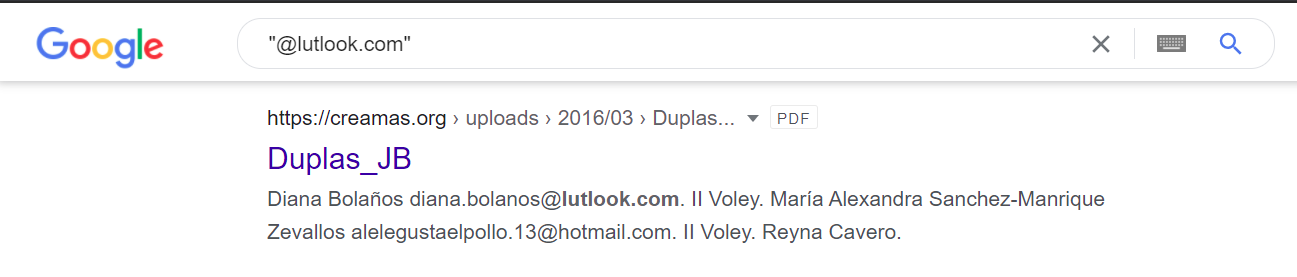 Google "@lutlook.com"
https://creamas.org › uploads › 2016/03 › Duplas... PDF
Duplas_JB
Diana Bolaños diana.bolanos@lutlook.com. II Voley. María Alexandra Sanchez-Manrique
Zevallos alelegustaelpollo.13@hotmail.com. II Voley. Reyna Cavero.